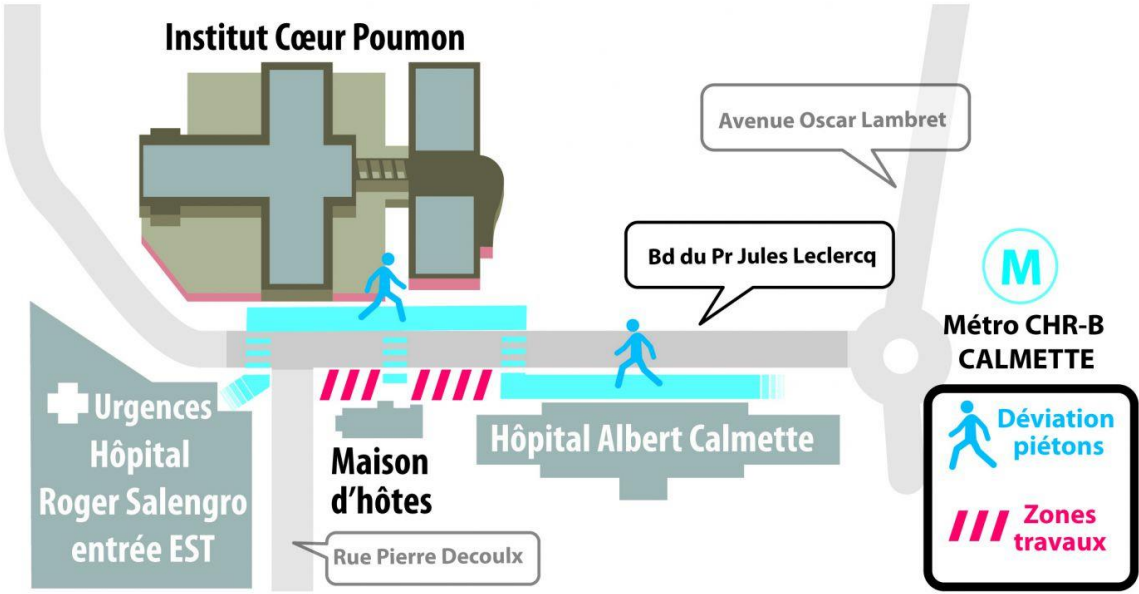 Institut Cœur Poumon
Avenue Oscar Lambret
Bd du Pr Jules Leclercq
M
Métro CHR-B
CALMETTE
Urgences
Hôpital
Roger Salengro
entrée EST
Maison
d'hôtes
Hôpital Albert Calmette
Rue Pierre Decoulx
Déviation
piétons
Zones
travaux